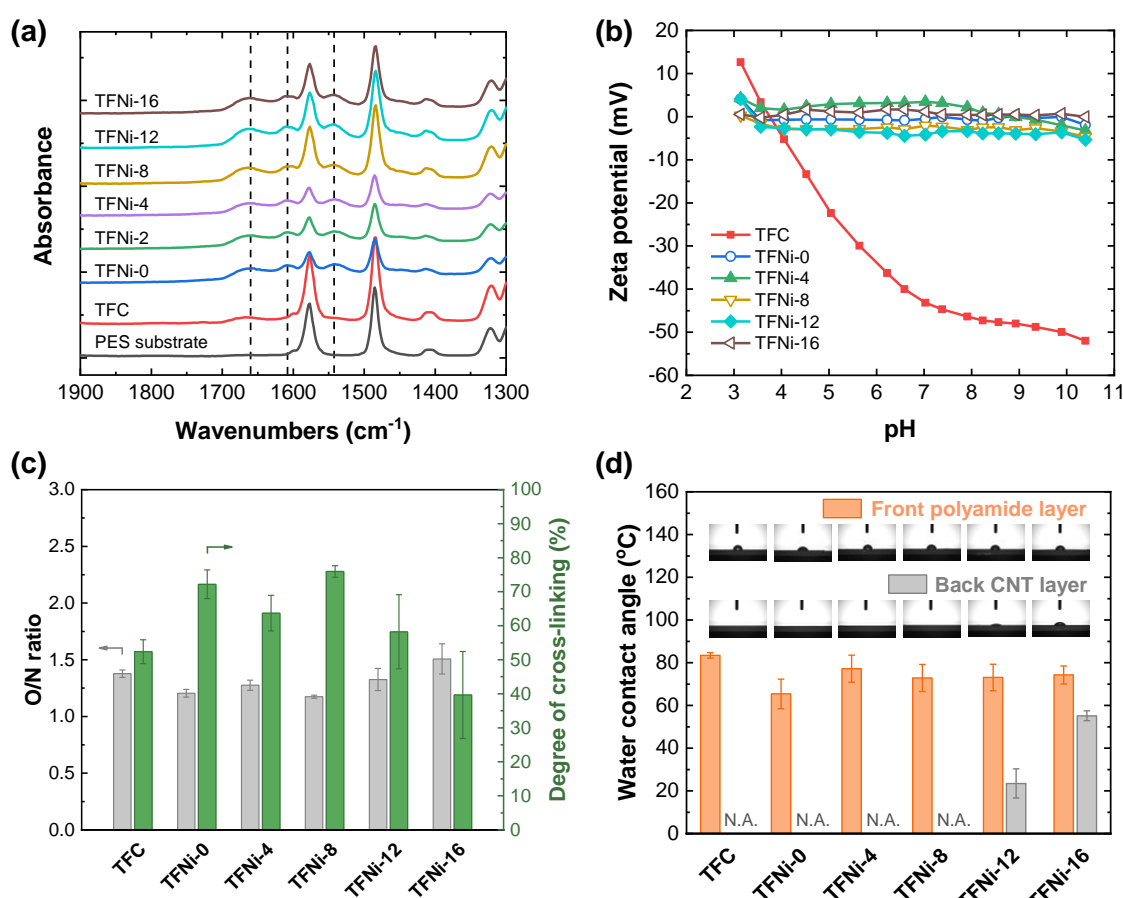 (a)
Absorbance
TFNi-16
TFNi-12
TFNi-8
TFNi-4
TFNi-2
TFNi-0
TFC
PES substrate
1900 1800 1700 1600 1500 1400 1300
Wavenumbers (cm⁻¹)
(b)
Zeta potential (mV)
20
10
0
-10
-20
-30
-40
-50
-60
TFC
TFNi-0
TFNi-4
TFNi-8
TFNi-12
TFNi-16
2 3 4 5 6 7 8 9 10 11
pH
(c)
O/N ratio
3.0
2.5
2.0
1.5
1.0
0.5
0.0
100
90
80
70
60
50
40
30
20
10
0
Degree of cross-linking (%)
TFC TFNi-0 TFNi-4 TFNi-8 TFNi-12 TFNi-16
(d)
Water contact angle (°C)
160
140
120
100
80
60
40
20
0
Front polyamide layer
Back CNT layer
N.A. N.A. N.A. N.A.
TFC TFNi-0 TFNi-4 TFNi-8 TFNi-12 TFNi-16